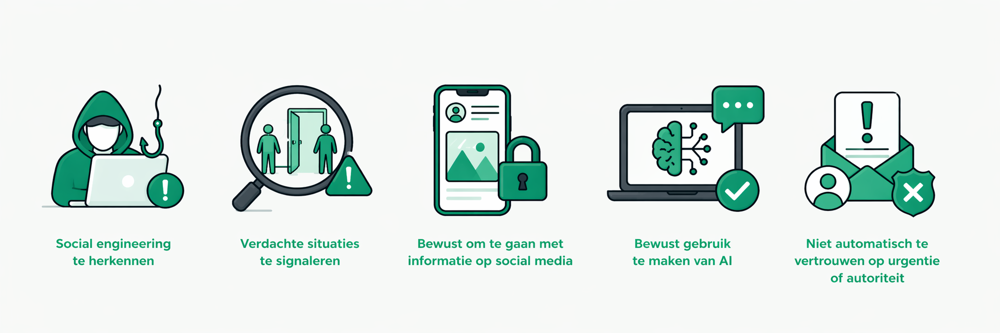 Social engineering
te herkennen
Verdachte situaties
te signaleren
Bewust om te gaan met
informatie op social media
Bewust gebruik
te maken van AI
Niet automatisch te
vertrouwen op urgentie
of autoriteit